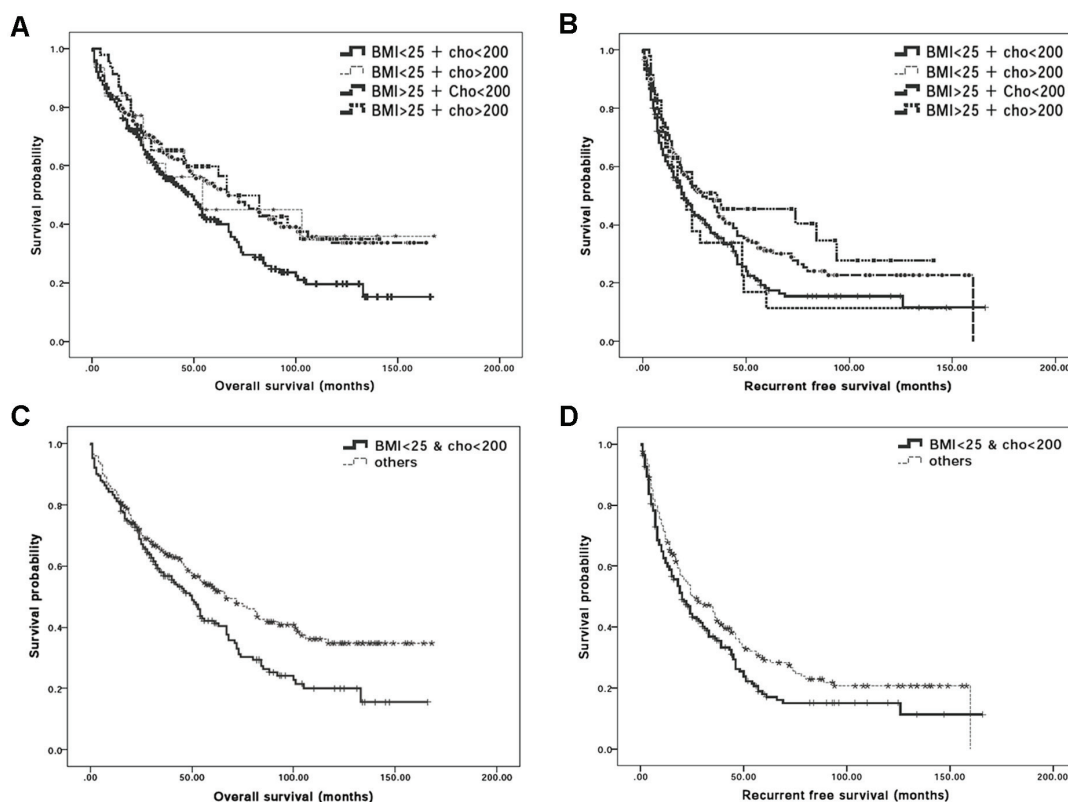 A
BMI<25 + cho<200
BMI<25 + cho>200
BMI>25 + Cho<200
BMI>25 + cho>200
Survival probability
1.0
0.8
0.6
0.4
0.2
0.0
.00 50.00 100.00 150.00 200.00
Overall survival (months)
B
BMI<25 + cho<200
BMI<25 + cho>200
BMI>25 + Cho<200
BMI>25 + cho>200
Survival probability
1.0
0.8
0.6
0.4
0.2
0.0
.00 50.00 100.00 150.00 200.00
Recurrent free survival (months)
C
BMI<25 & cho<200
others
Survival probability
1.0
0.8
0.6
0.4
0.2
0.0
.00 50.00 100.00 150.00 200.00
Overall survival (months)
D
BMI<25 & cho<200
others
Survival probability
1.0
0.8
0.6
0.4
0.2
0.0
.00 50.00 100.00 150.00 200.00
Recurrent free survival (months)